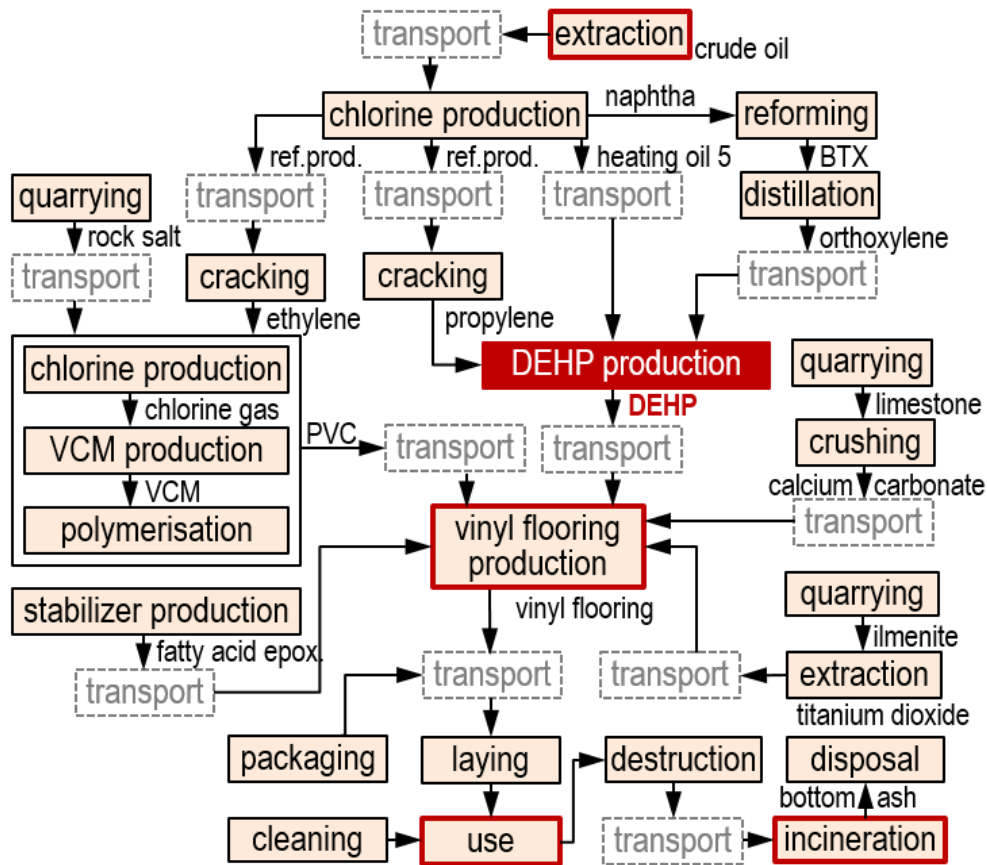 transport
extraction
crude oil
chlorine production
naphtha
reforming
ref.prod.
ref.prod.
heating oil 5
BTX
quarrying
transport
transport
transport
distillation
rock salt
orthoxylene
transport
cracking
cracking
transport
ethylene
propylene
chlorine production
DEHP production
quarrying
chlorine gas
DEHP
limestone
VCM production
PVC
transport
transport
crushing
VCM
calcium carbonate
polymerisation
vinyl flooring
production
transport
stabilizer production
vinyl flooring
quarrying
fatty acid epox.
ilmenite
transport
transport
transport
extraction
titanium dioxide
packaging
laying
destruction
disposal
bottom ash
cleaning
use
transport
incineration